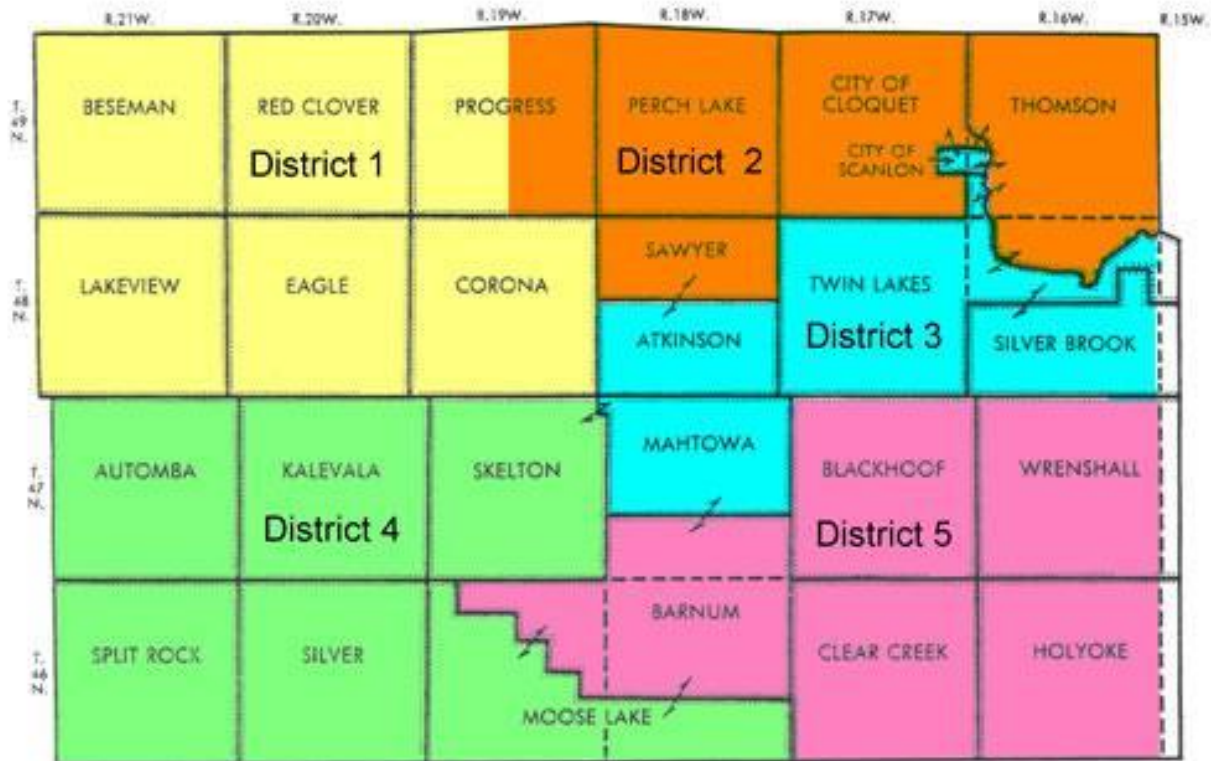 R.21W. R.20W. R.19W. R.18W. R.17W. R.16W. R.15W.
T.
49
N.
BESEMAN
RED CLOVER
PROGRESS
PERCH LAKE
CITY OF
CLOQUET
THOMSON
District 1
District 2
CITY OF
SCANLON
T.
48
N.
LAKEVIEW
EAGLE
CORONA
SAWYER
TWIN LAKES
ATKINSON
District 3
SILVER BROOK
T.
47
N.
AUTOMBA
KALEVALA
SKELTON
MAHTOWA
BLACKHOOF
WRENSHALL
District 4
District 5
T.
46
N.
SPLIT ROCK
SILVER
BARNUM
CLEAR CREEK
HOLYOKE
MOOSE LAKE